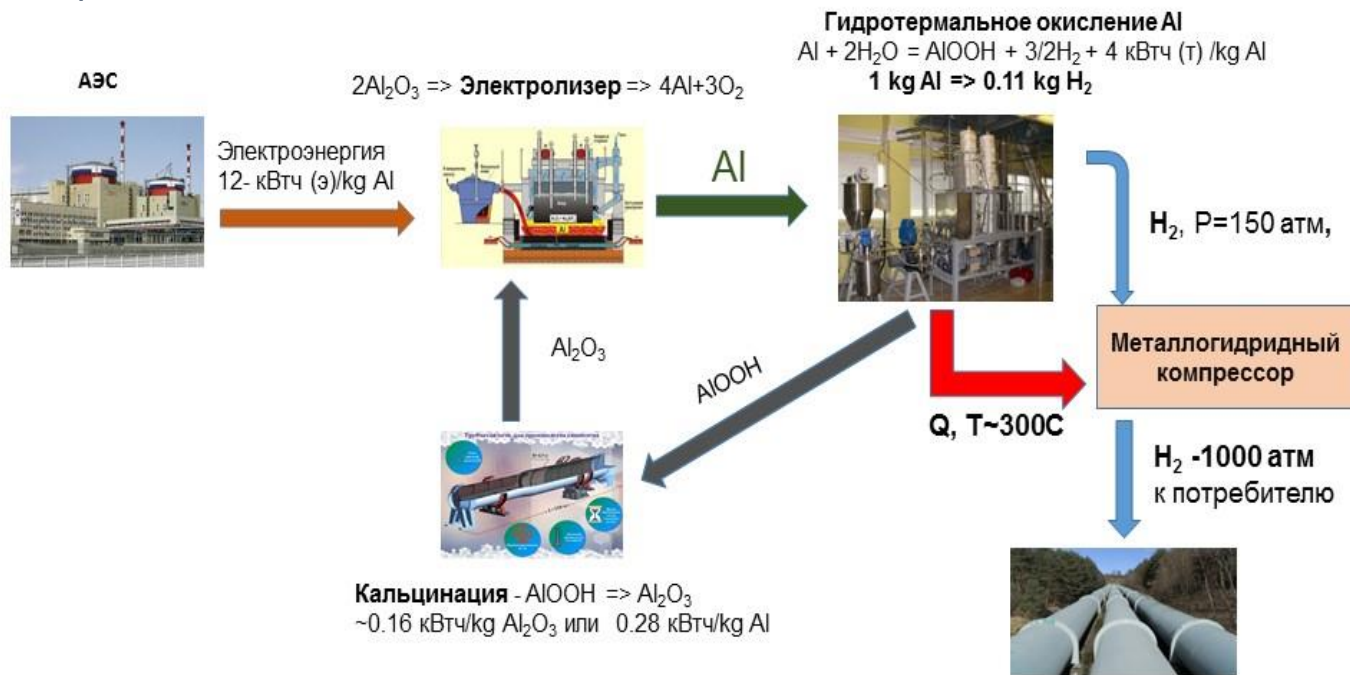 Гидротермальное окисление Al
Al + 2H₂O = AlOOH + 3/2H₂ + 4 кВтч (т) /kg Al
1 kg Al => 0.11 kg H₂
АЭС
2Al₂O₃ => Электролизер => 4Al+3O₂
Электроэнергия
12- кВтч (э)/kg Al
Al
H₂, P=150 атм,
Al₂O₃
AlOOH
Металлогидридный
компрессор
Q, T~300C
H₂ -1000 атм
к потребителю
Кальцинация - AlOOH => Al₂O₃
~0.16 кВтч/kg Al₂O₃ или 0.28 кВтч/kg Al